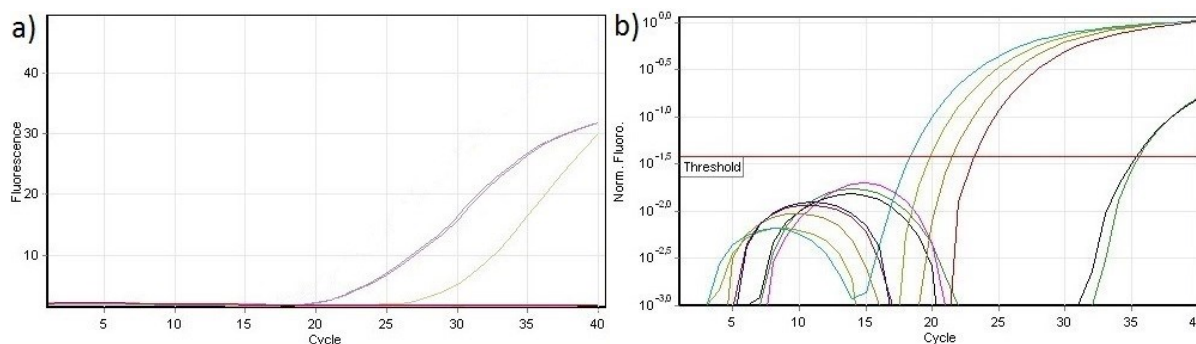 a)
Fluorescence
40
30
20
10
5 10 15 20 25 30 35 40
Cycle
b)
Norm. Fluoro.
10^0.0
10^-0.5
10^-1.0
10^-1.5
Threshold
10^-2.0
10^-2.5
10^-3.0
5 10 15 20 25 30 35 40
Cycle